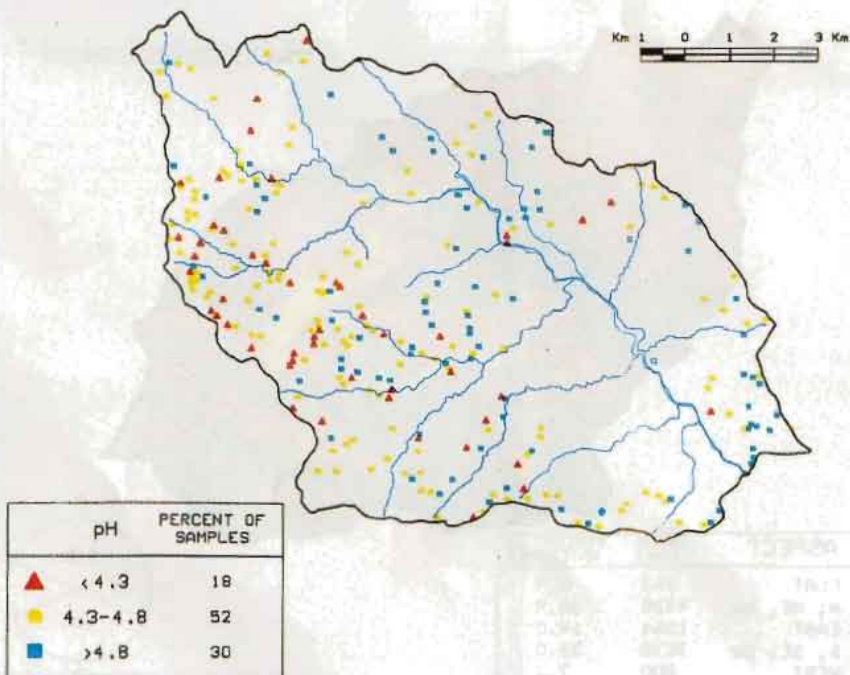 Km 1 0 1 2 3 Km
pH PERCENT OF
SAMPLES
<4.3 18
4.3-4.8 52
>4.8 30